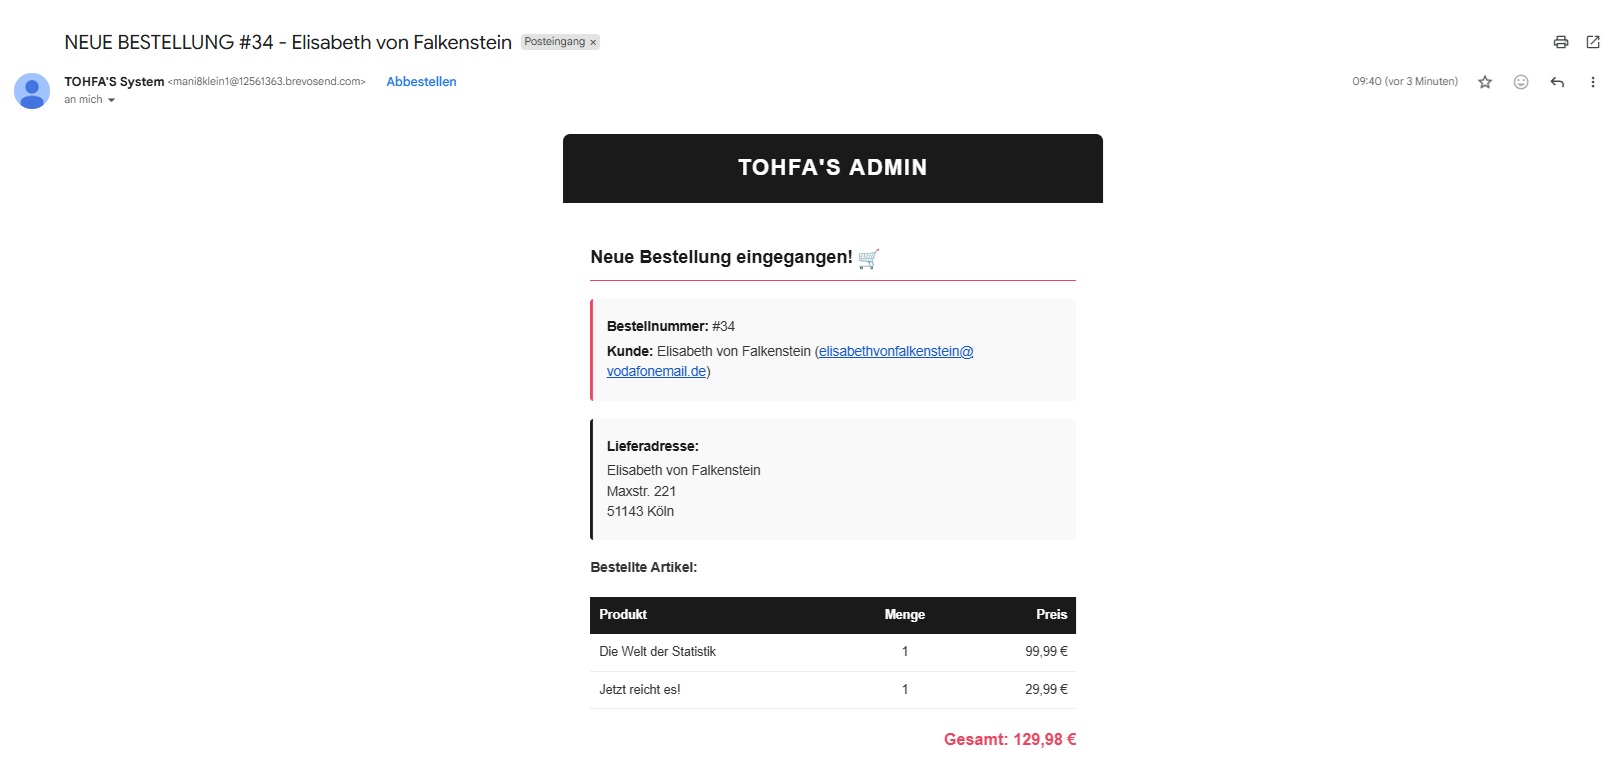 NEUE BESTELLUNG #34 - Elisabeth von Falkenstein Posteingang ×
TOHFA'S System <mani8klein1@12561363.brevosend.com> Abbestellen 09:40 (vor 3 Minuten)
an mich
TOHFA'S ADMIN
Neue Bestellung eingegangen! 🛒
Bestellnummer: #34
Kunde: Elisabeth von Falkenstein (elisabethvonfalkenstein@
vodafonemail.de)
Lieferadresse:
Elisabeth von Falkenstein
Maxstr. 221
51143 Köln
Bestellte Artikel:
Produkt Menge Preis
Die Welt der Statistik 1 99,99 €
Jetzt reicht es! 1 29,99 €
Gesamt: 129,98 €